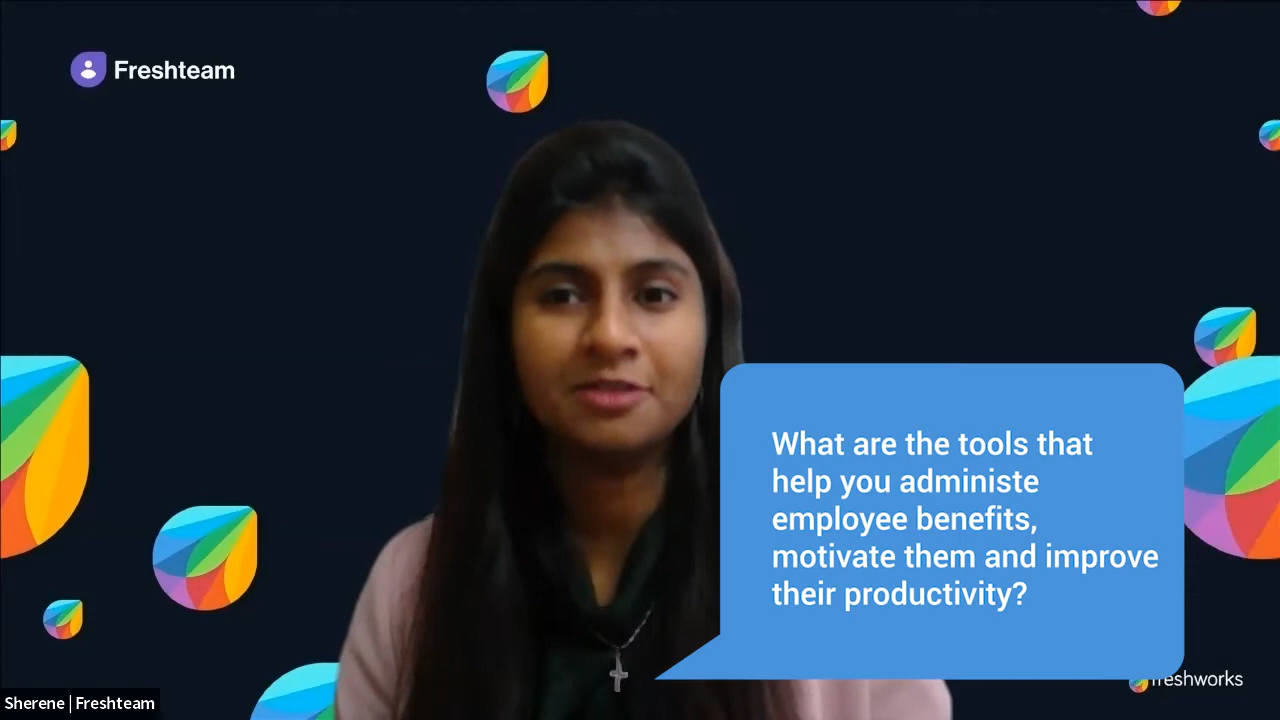 Freshteam
What are the tools that
help you administe
employee benefits,
motivate them and improve
their productivity?
freshworks
Sherene | Freshteam